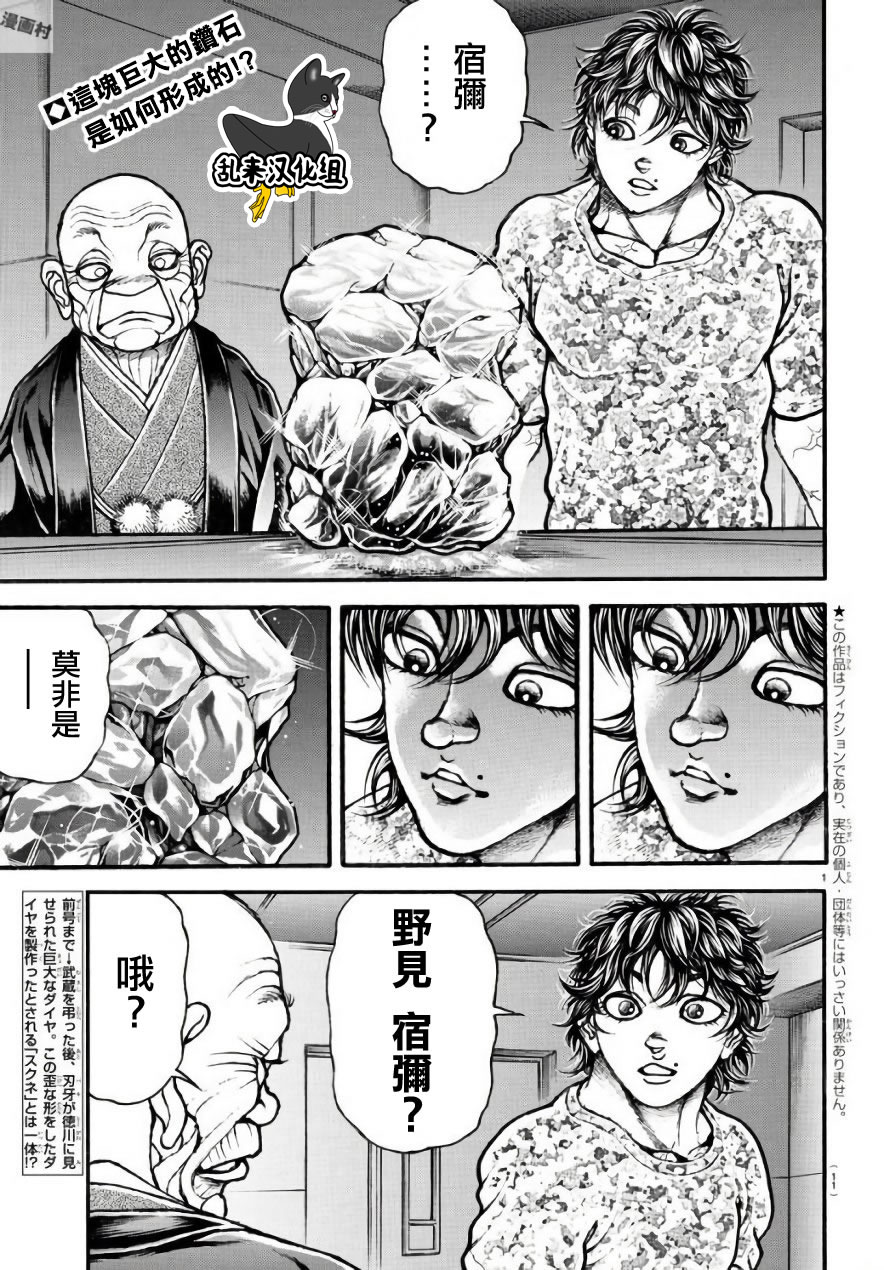 漫画村
◆這塊巨大的鑽石
是如何形成的!?
乱来汉化组
宿彌
……?
★この作品はフィクションであり、実在の個人・団体等にはいっさい関係ありません。
莫非是
——
1
野見 宿彌?
哦?
前号まで→武蔵を弔った後、刃牙が徳川に見
せられた巨大なダイヤ。この歪な形をしたダ
イヤを製作ったとされる「スクネ」とは一体!?
(11)